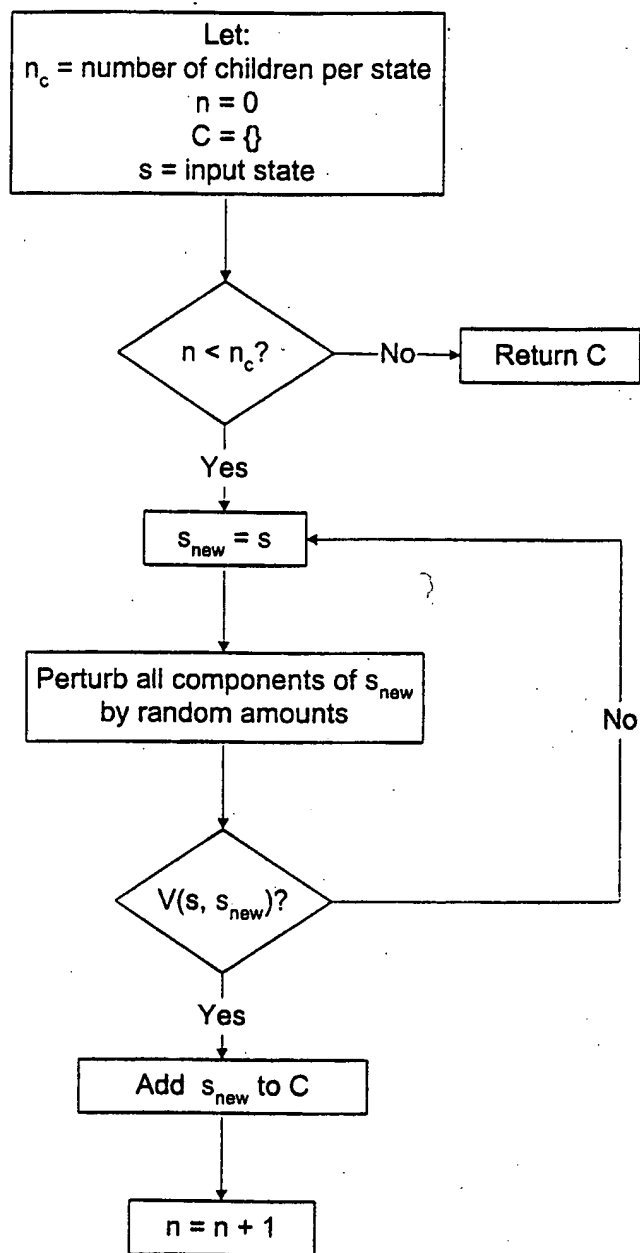 Let:
n_c = number of children per state
n = 0
C = {}
s = input state
n < n_c?
No
Return C
Yes
s_new = s
Perturb all components of s_new
by random amounts
No
V(s, s_new)?
Yes
Add s_new to C
n = n + 1